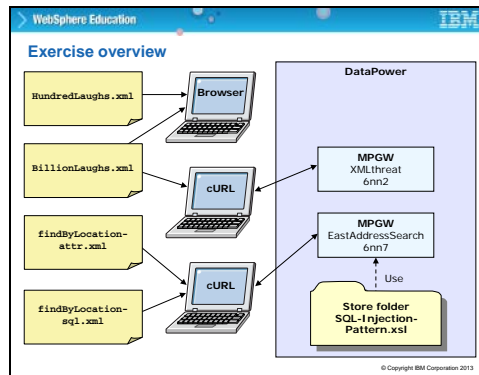 WebSphere Education
IBM
Exercise overview
DataPower
HundredLaughs.xml
Browser
BillionLaughs.xml
cURL
MPGW
XMLthreat
6nn2
findByLocation-
attr.xml
MPGW
EastAddressSearch
6nn7
cURL
Use
findByLocation-
sql.xml
Store folder
SQL-Injection-
Pattern.xsl
© Copyright IBM Corporation 2013